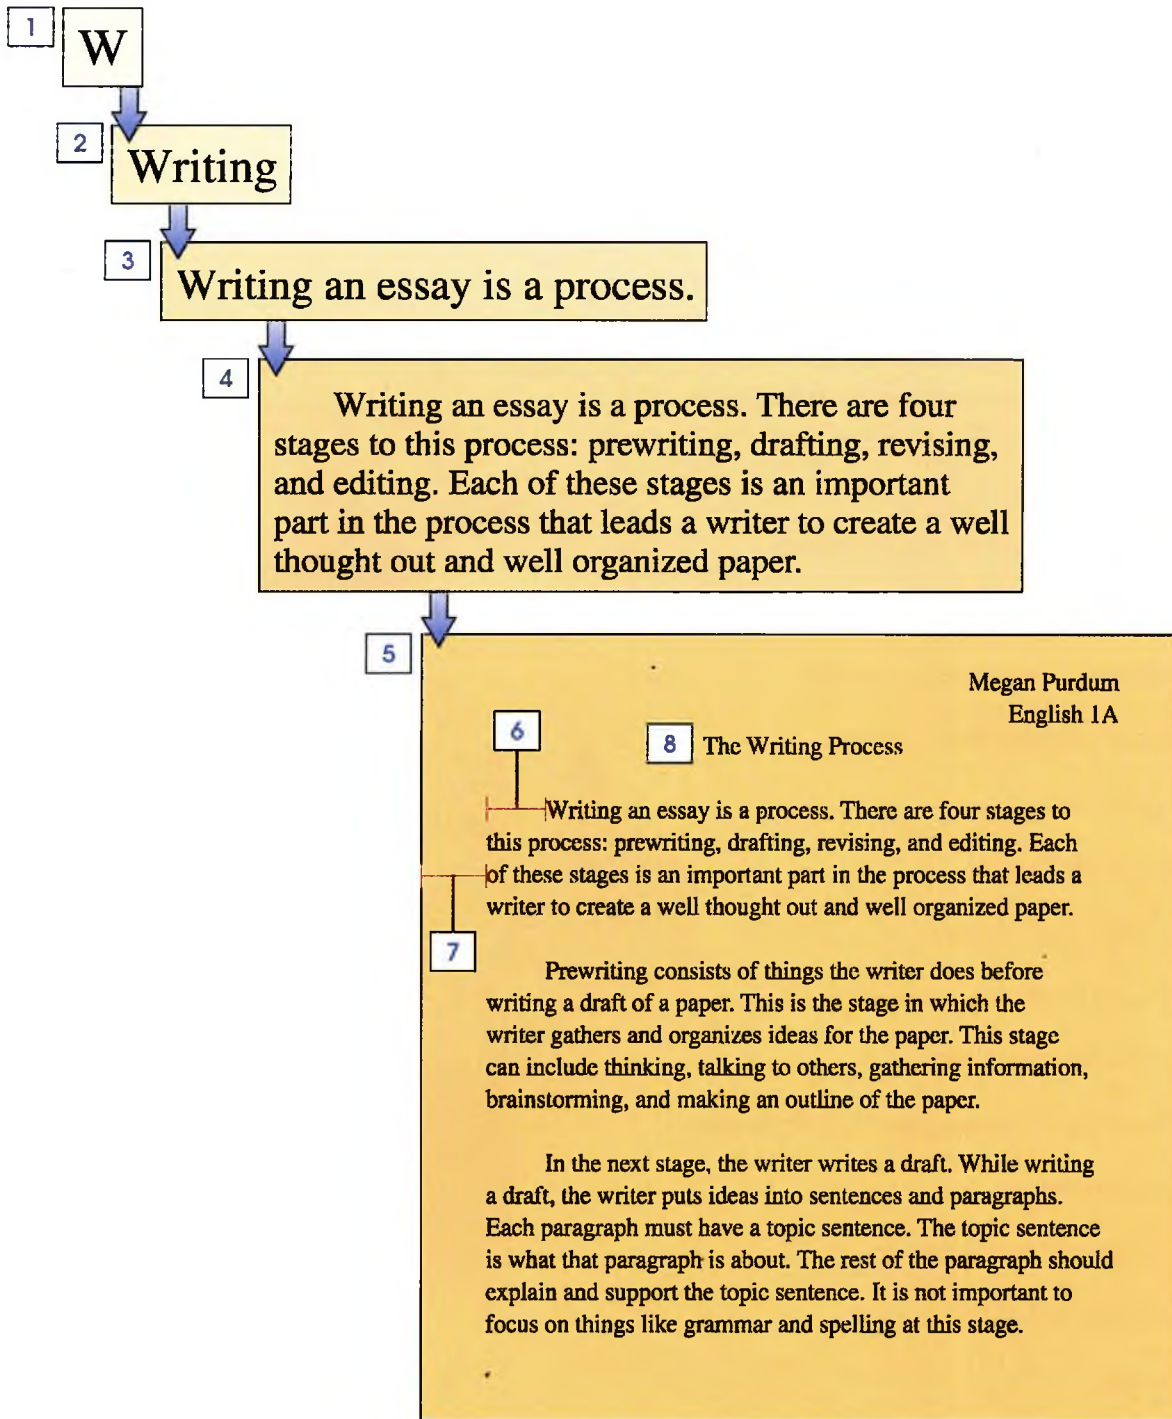 1
W
2
Writing
3
Writing an essay is a process.
4
Writing an essay is a process. There are four
stages to this process: prewriting, drafting, revising,
and editing. Each of these stages is an important
part in the process that leads a writer to create a well
thought out and well organized paper.
5
Megan Purdum
English 1A
6
8 The Writing Process
Writing an essay is a process. There are four stages to
this process: prewriting, drafting, revising, and editing. Each
of these stages is an important part in the process that leads a
writer to create a well thought out and well organized paper.
7
Prewriting consists of things the writer does before
writing a draft of a paper. This is the stage in which the
writer gathers and organizes ideas for the paper. This stage
can include thinking, talking to others, gathering information,
brainstorming, and making an outline of the paper.
In the next stage, the writer writes a draft. While writing
a draft, the writer puts ideas into sentences and paragraphs.
Each paragraph must have a topic sentence. The topic sentence
is what that paragraph is about. The rest of the paragraph should
explain and support the topic sentence. It is not important to
focus on things like grammar and spelling at this stage.